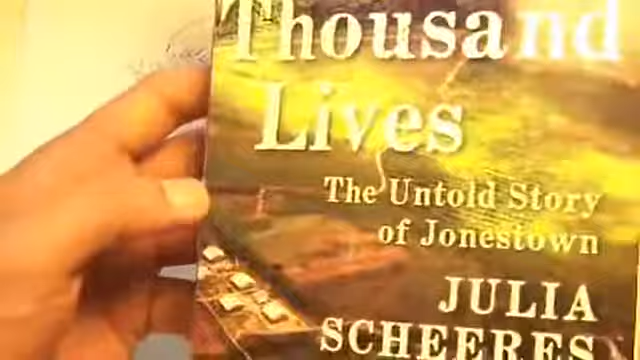 Thousand
Lives
The Untold Story
of Jonestown
JULIA
SCHEERES